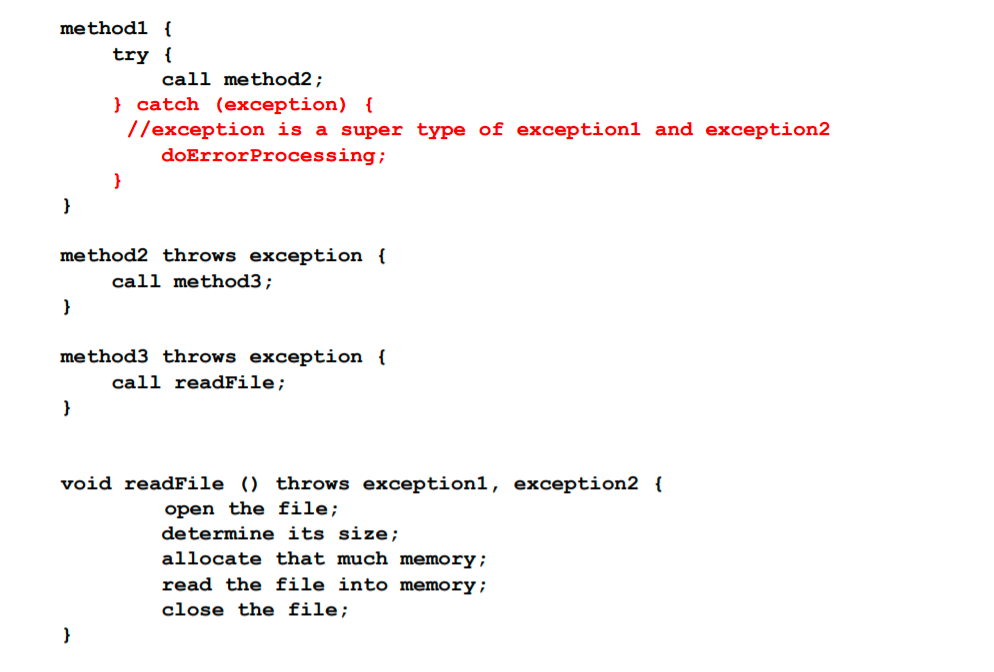 method1 {
try {
call method2;
} catch (exception) {
//exception is a super type of exception1 and exception2
doErrorProcessing;
}
}
method2 throws exception {
call method3;
}
method3 throws exception {
call readFile;
}
void readFile () throws exception1, exception2 {
open the file;
determine its size;
allocate that much memory;
read the file into memory;
close the file;
}